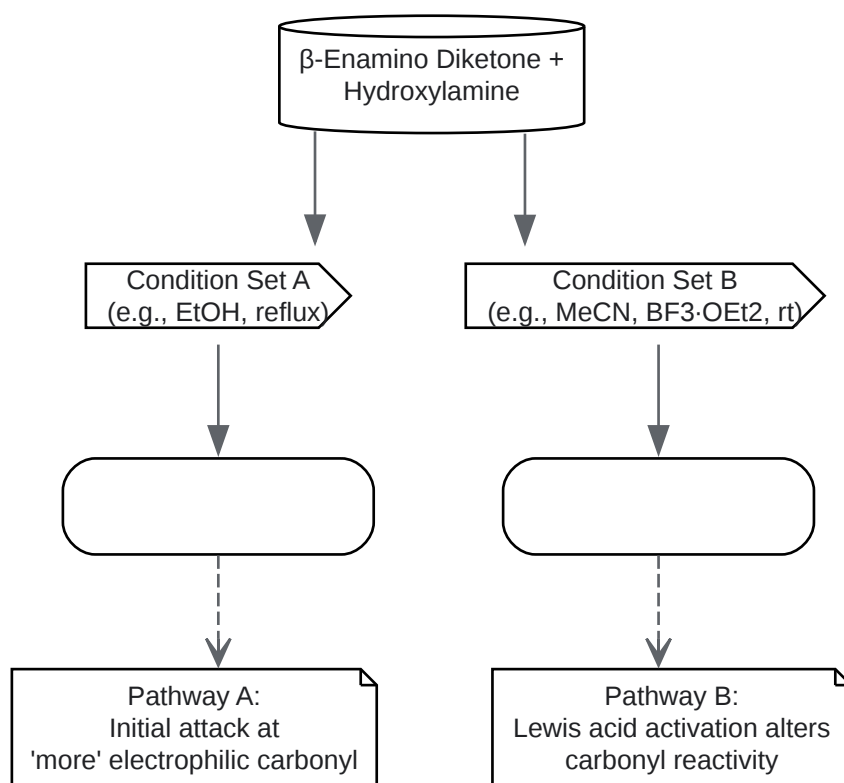 β-Enamino Diketone +
Hydroxylamine
Condition Set A
(e.g., EtOH, reflux)
Condition Set B
(e.g., MeCN, BF3·OEt2, rt)
Pathway A:
Initial attack at
'more' electrophilic carbonyl
Pathway B:
Lewis acid activation alters
carbonyl reactivity